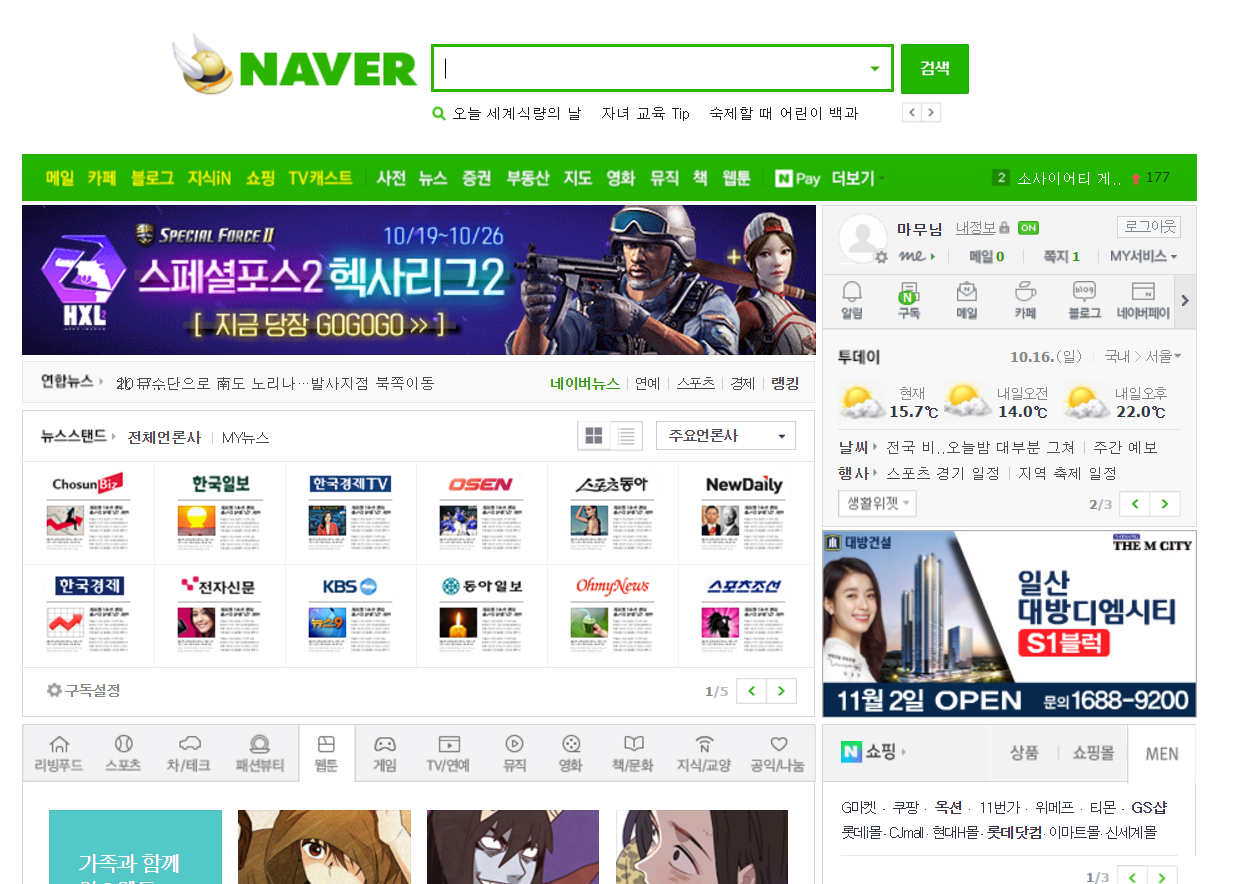 NAVER
검색
오늘 세계식량의 날 자녀 교육 Tip 숙제할 때 어린이 백과
메일 카페 블로그 지식iN 쇼핑 TV캐스트 사전 뉴스 증권 부동산 지도 영화 뮤직 책 웹툰 N Pay 더보기
2 소사이어티 게.. 177
SPECIAL FORCE II 10/19~10/26
스페셜포스2 헥사리그2
HXL2
[ 지금 당장 GOGOGO >> ]
마무님 내정보 ON 로그아웃
me 메일 0 쪽지 1 MY서비스
알림 구독 메일 카페 블로그 네이버페이
투데이 10.16.(일) 국내 > 서울
현재 15.7℃ 내일오전 14.0℃ 내일오후 22.0℃
날씨 전국 비..오늘밤 대부분 그쳐 주간 예보
행사 스포츠 경기 일정 지역 축제 일정
생활위젯 2/3
연합뉴스 수단으로 南도 노리나…발사지점 북쪽이동
네이버뉴스 연예 스포츠 경제 랭킹
뉴스스탠드 전체언론사 MY뉴스 주요언론사
ChosunBiz 한국일보 한국경제TV OSEN 스포츠동아 NewDaily
한국경제 전자신문 KBS 동아일보 OhmyNews 스포츠조선
뉴스9
구독설정 1/5
대방건설 THE M CITY
일산
대방디엠시티
S1블럭
11월 2일 OPEN 문의1688-9200
리빙푸드 스포츠 차/테크 패션뷰티 웹툰 게임 TV/연예 뮤직 영화 책/문화 지식/교양 공익/나눔
가족과 함께
N 쇼핑 상품 쇼핑몰 MEN
G마켓 · 쿠팡 · 옥션 · 11번가 · 위메프 · 티몬 · GS샵
롯데i몰· CJmall · 현대H몰· 롯데닷컴· 이마트몰· 신세계몰
1/3